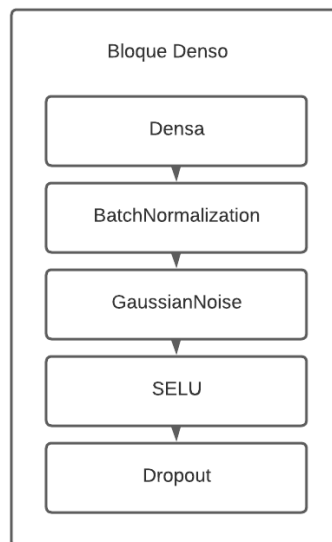 Bloque Denso
Densa
BatchNormalization
GaussianNoise
SELU
Dropout